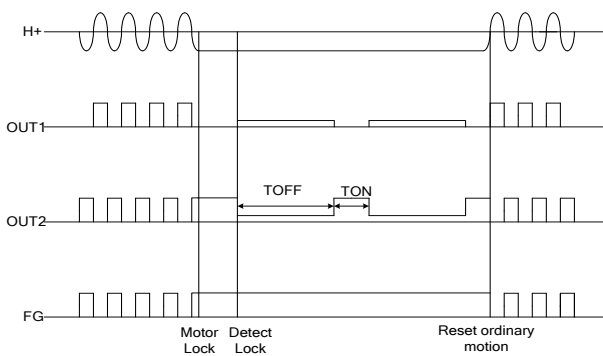 H+
OUT1
TOFF
TON
OUT2
FG
Motor
Lock
Detect
Lock
Reset ordinary
motion